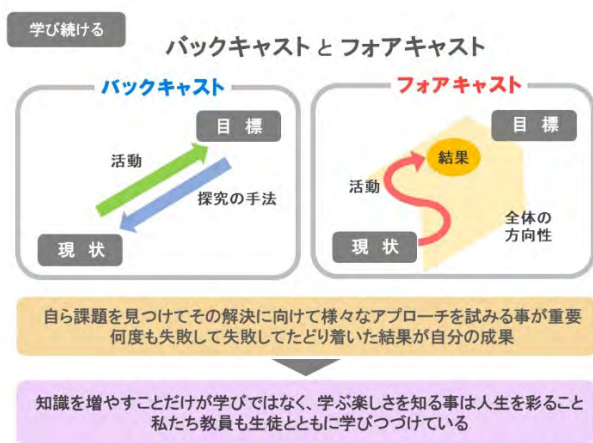 学び続ける
バックキャスト と フォアキャスト
バックキャスト
目 標
活動
探究の手法
現 状
フォアキャスト
目 標
結果
活動
全体の
方向性
現 状
自ら課題を見つけてその解決に向けて様々なアプローチを試みる事が重要
何度も失敗して失敗してたどり着いた結果が自分の成果
知識を増やすことだけが学びではなく、学ぶ楽しさを知る事は人生を彩ること
私たち教員も生徒とともに学びつづけている